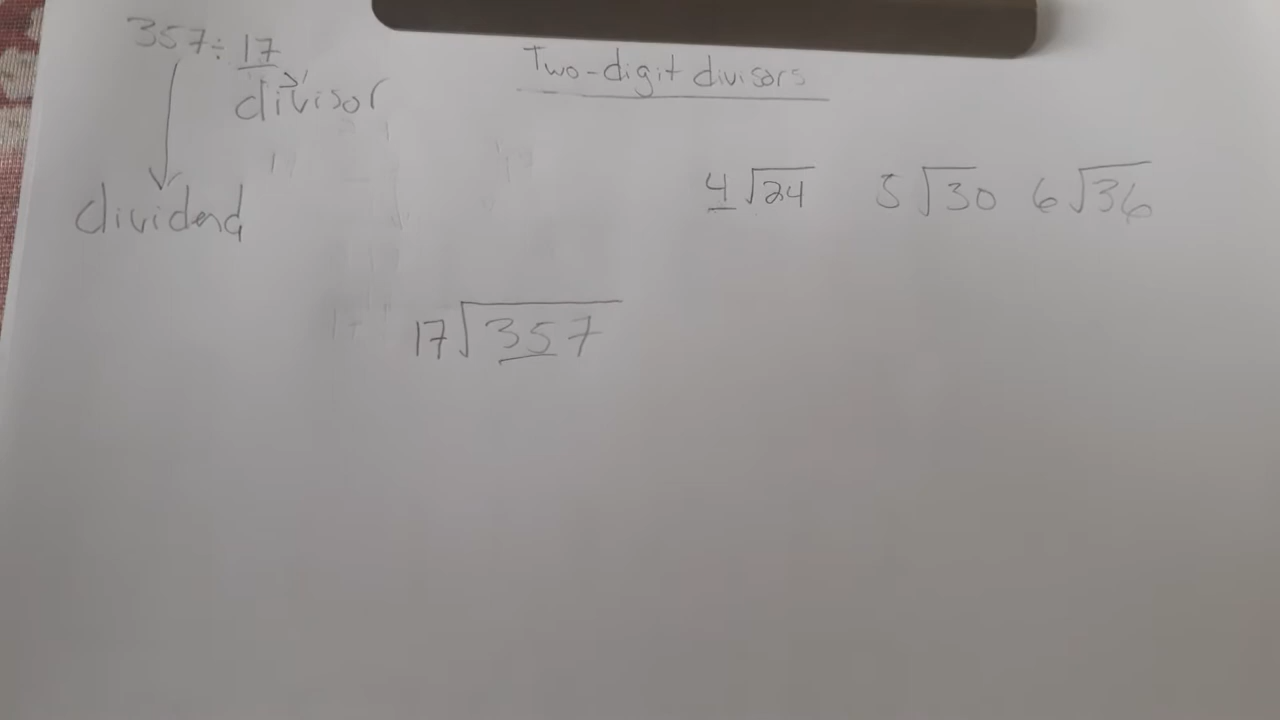 357÷17
Two-digit divisors
divisor
dividend
4√24 5√30 6√36
17√357